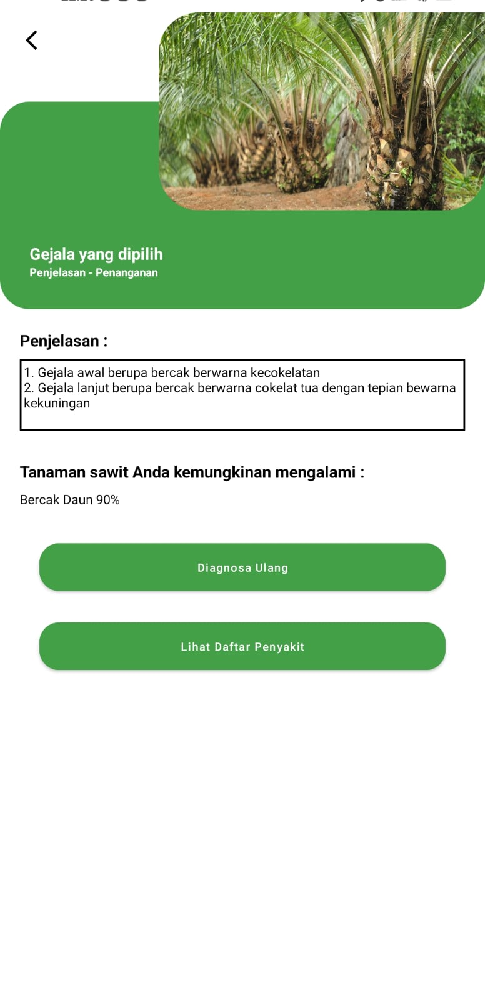 Gejala yang dipilih
Penjelasan - Penanganan
Penjelasan :
1. Gejala awal berupa bercak berwarna kecokelatan
2. Gejala lanjut berupa bercak berwarna cokelat tua dengan tepian bewarna
kekuningan
Tanaman sawit Anda kemungkinan mengalami :
Bercak Daun 90%
Diagnosa Ulang
Lihat Daftar Penyakit